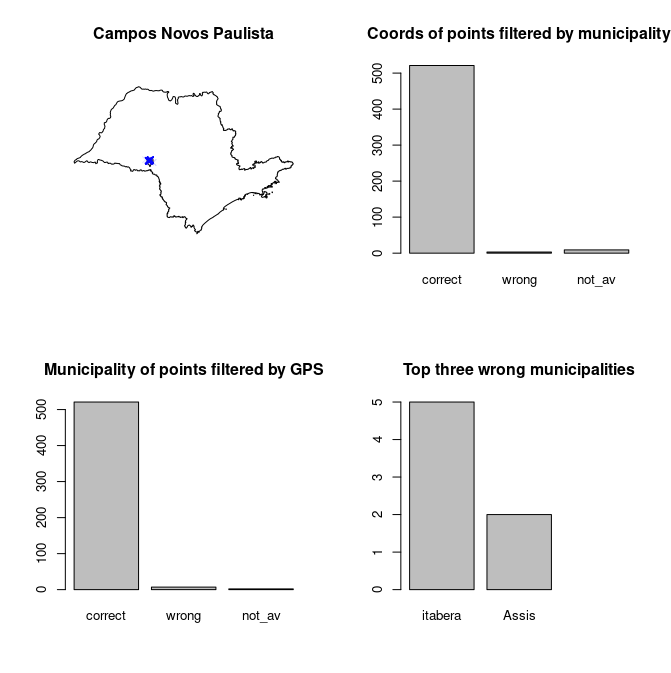 Campos Novos Paulista
Coords of points filtered by municipality
500
400
300
200
100
0
correct wrong not_av
Municipality of points filtered by GPS
500
400
300
200
100
0
correct wrong not_av
Top three wrong municipalities
5
4
3
2
1
0
itabera Assis